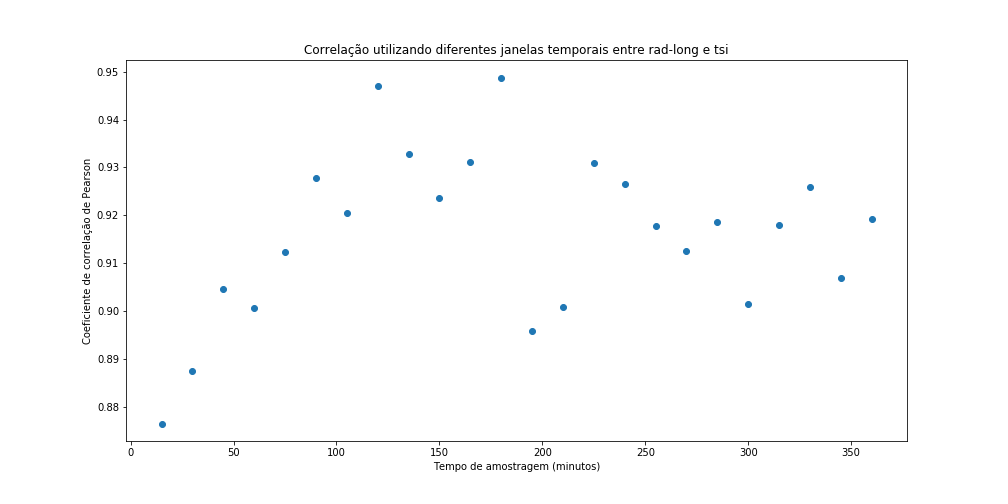 Correlação utilizando diferentes janelas temporais entre rad-long e tsi
0.95
0.94
0.93
0.92
0.91
0.90
0.89
0.88
Coeficiente de correlação de Pearson
0 50 100 150 200 250 300 350
Tempo de amostragem (minutos)